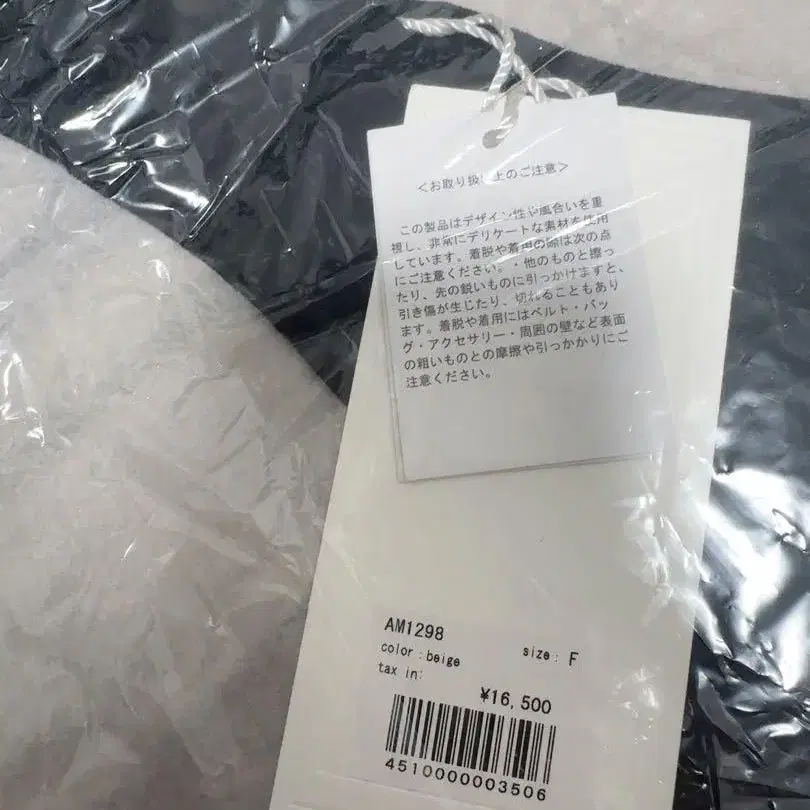 <お取り扱い上のご注意>
この製品はデザイン性や風合いを重
視し、非常にデリケートな素材を使用
しています。着脱や着用の際は次の点
にご注意ください。・他のものと擦っ
たり、先の鋭いものに引っかけますと、
引き傷が生じたり、切れることもあり
ます。着脱や着用にはベルト・バッ
グ・アクセサリー・周囲の壁など表面
の粗いものとの摩擦や引っかかりにご
注意ください。
AM1298
color：beige size： F
tax in:
¥16,500
4510000003506